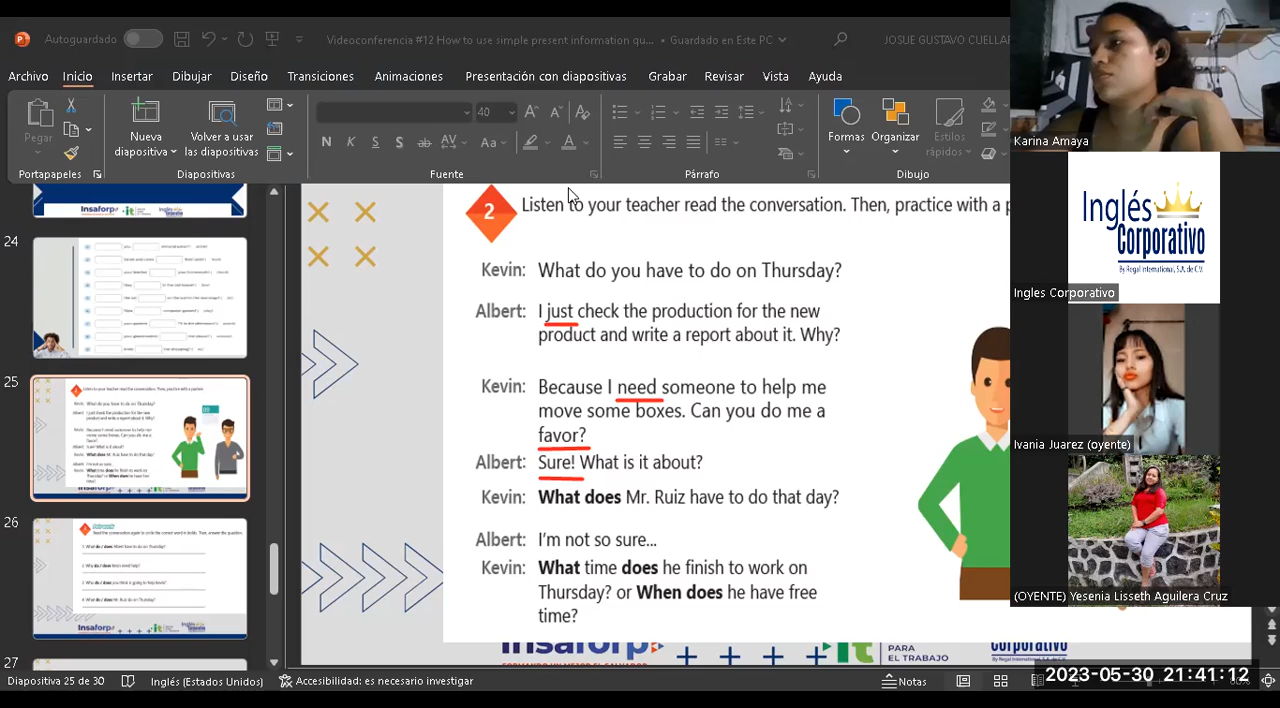 Autoguardado
Videoconferencia #12 How to use simple present information qu... • Guardado en Este PC
JOSUE GUSTAVO CUELLAR
Archivo Inicio Insertar Dibujar Diseño Transiciones Animaciones Presentación con diapositivas Grabar Revisar Vista Ayuda
Pegar
Nueva diapositiva
Volver a usar las diapositivas
40
N K S S ab AV Aa A
Formas Organizar Estilos rápidos
Portapapeles Diapositivas Fuente Párrafo Dibujo
Karina Amaya
Inglés Corporativo
By Regal International, S.A. de C.V.
Ingles Corporativo
Ivania Juarez (oyente)
(OYENTE) Yesenia Lisseth Aguilera Cruz
24
25
26
27
2
Listen to your teacher read the conversation. Then, practice with a p
Kevin: What do you have to do on Thursday?
Albert: I just check the production for the new
product and write a report about it. Why?
Kevin: Because I need someone to help me
move some boxes. Can you do me a
favor?
Albert: Sure! What is it about?
Kevin: What does Mr. Ruiz have to do that day?
Albert: I'm not so sure...
Kevin: What time does he finish to work on
Thursday? or When does he have free
time?
Insaforp
it
PARA
EL TRABAJO
Corporativo
Diapositiva 25 de 30
Inglés (Estados Unidos)
Accesibilidad: es necesario investigar
Notas
2023-05-30 21:41:12